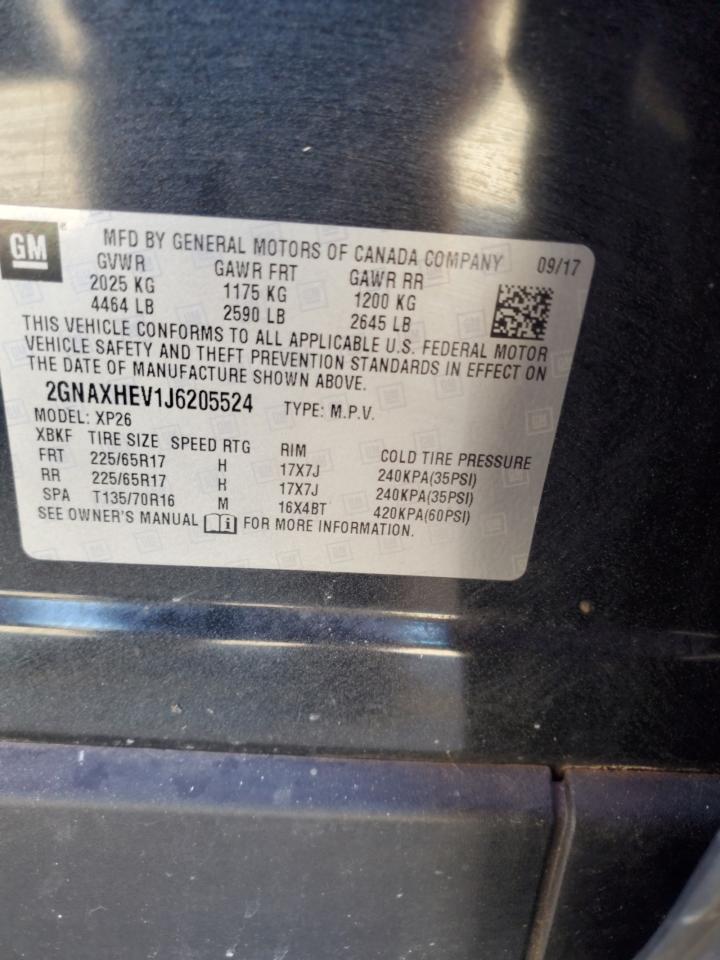 GM
MFD BY GENERAL MOTORS OF CANADA COMPANY 09/17
GVWR GAWR FRT GAWR RR
2025 KG 1175 KG 1200 KG
4464 LB 2590 LB 2645 LB
THIS VEHICLE CONFORMS TO ALL APPLICABLE U.S. FEDERAL MOTOR
VEHICLE SAFETY AND THEFT PREVENTION STANDARDS IN EFFECT ON
THE DATE OF MANUFACTURE SHOWN ABOVE.
2GNAXHEV1J6205524 TYPE: M.P.V.
MODEL: XP26
XBKF TIRE SIZE SPEED RTG RIM COLD TIRE PRESSURE
FRT 225/65R17 H 17X7J 240KPA(35PSI)
RR 225/65R17 H 17X7J 240KPA(35PSI)
SPA T135/70R16 M 16X4BT 420KPA(60PSI)
SEE OWNER'S MANUAL FOR MORE INFORMATION.